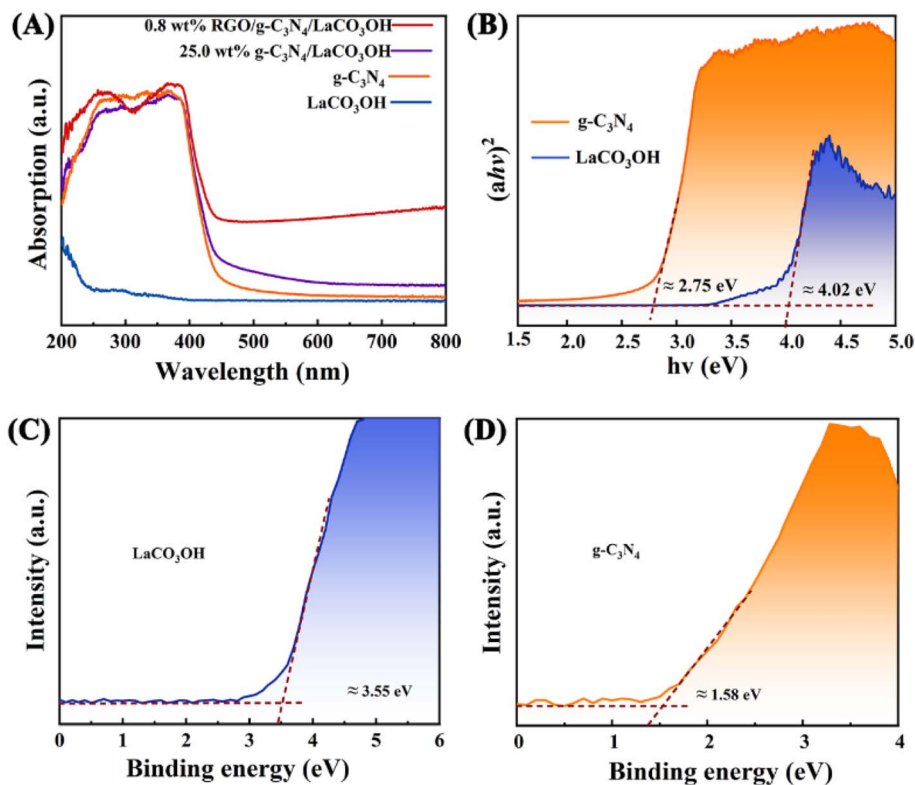 (A)
0.8 wt% RGO/g-C₃N₄/LaCO₃OH
25.0 wt% g-C₃N₄/LaCO₃OH
g-C₃N₄
LaCO₃OH
Absorption (a.u.)
200 300 400 500 600 700 800
Wavelength (nm)
(B)
g-C₃N₄
LaCO₃OH
(ahν)²
≈ 2.75 eV
≈ 4.02 eV
1.5 2.0 2.5 3.0 3.5 4.0 4.5 5.0
hν (eV)
(C)
LaCO₃OH
Intensity (a.u.)
≈ 3.55 eV
0 1 2 3 4 5 6
Binding energy (eV)
(D)
g-C₃N₄
Intensity (a.u.)
≈ 1.58 eV
0 1 2 3 4
Binding energy (eV)